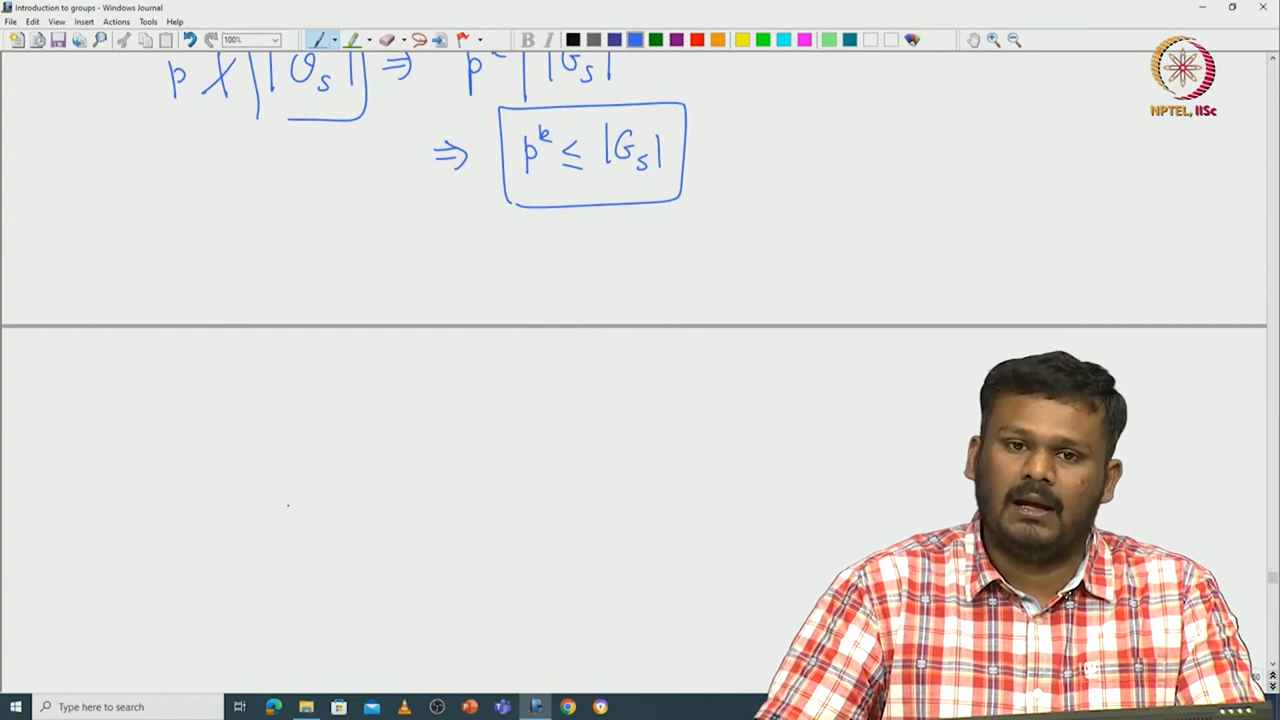 Introduction to groups - Windows Journal
File Edit View Insert Actions Tools Help
100%
B I
p ∤ |O_s| ⇒ p^k | |G_s|
⇒ p^k ≤ |G_s|
NPTEL, IISc
Type here to search